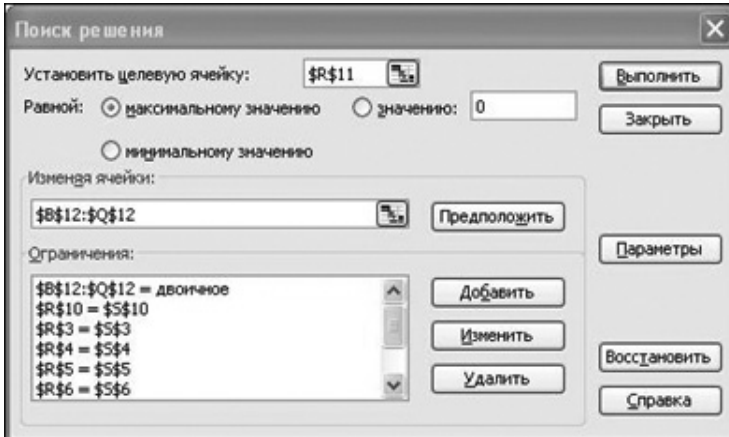 Поиск решения
Установить целевую ячейку: $R$11
Выполнить
Равной: максимальному значению значению: 0
Закрыть
минимальному значению
Изменяя ячейки:
$B$12:$Q$12
Предположить
Ограничения:
Параметры
$B$12:$Q$12 = двоичное
$R$10 = $S$10
$R$3 = $S$3
$R$4 = $S$4
$R$5 = $S$5
$R$6 = $S$6
Добавить
Изменить
Удалить
Восстановить
Справка